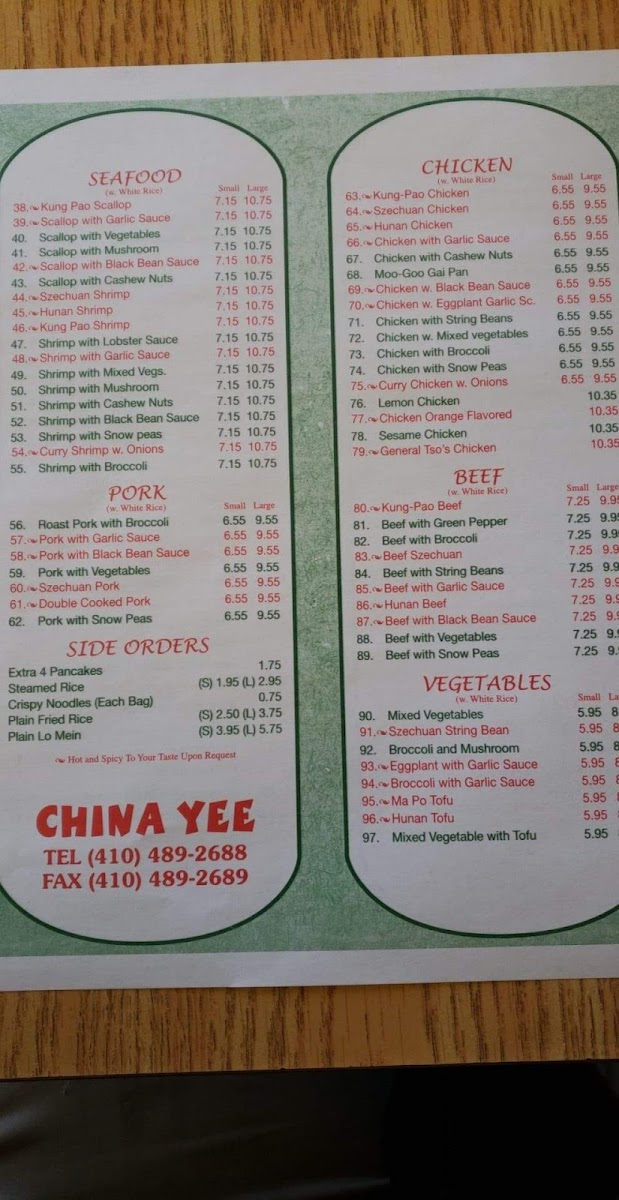 SEAFOOD
(w. White Rice)
Small Large
38. Kung Pao Scallop 7.15 10.75
39. Scallop with Garlic Sauce 7.15 10.75
40. Scallop with Vegetables 7.15 10.75
41. Scallop with Mushroom 7.15 10.75
42. Scallop with Black Bean Sauce 7.15 10.75
43. Scallop with Cashew Nuts 7.15 10.75
44. Szechuan Shrimp 7.15 10.75
45. Hunan Shrimp 7.15 10.75
46. Kung Pao Shrimp 7.15 10.75
47. Shrimp with Lobster Sauce 7.15 10.75
48. Shrimp with Garlic Sauce 7.15 10.75
49. Shrimp with Mixed Vegs. 7.15 10.75
50. Shrimp with Mushroom 7.15 10.75
51. Shrimp with Cashew Nuts 7.15 10.75
52. Shrimp with Black Bean Sauce 7.15 10.75
53. Shrimp with Snow peas 7.15 10.75
54. Curry Shrimp w. Onions 7.15 10.75
55. Shrimp with Broccoli 7.15 10.75
PORK
(w. White Rice)
Small Large
56. Roast Pork with Broccoli 6.55 9.55
57. Pork with Garlic Sauce 6.55 9.55
58. Pork with Black Bean Sauce 6.55 9.55
59. Pork with Vegetables 6.55 9.55
60. Szechuan Pork 6.55 9.55
61. Double Cooked Pork 6.55 9.55
62. Pork with Snow Peas 6.55 9.55
SIDE ORDERS
Extra 4 Pancakes 1.75
Steamed Rice (S) 1.95 (L) 2.95
Crispy Noodles (Each Bag) 0.75
Plain Fried Rice (S) 2.50 (L) 3.75
Plain Lo Mein (S) 3.95 (L) 5.75
Hot and Spicy To Your Taste Upon Request
CHINA YEE
TEL (410) 489-2688
FAX (410) 489-2689
CHICKEN
(w. White Rice)
Small Large
63. Kung-Pao Chicken 6.55 9.55
64. Szechuan Chicken 6.55 9.55
65. Hunan Chicken 6.55 9.55
66. Chicken with Garlic Sauce 6.55 9.55
67. Chicken with Cashew Nuts 6.55 9.55
68. Moo-Goo Gai Pan 6.55 9.55
69. Chicken w. Black Bean Sauce 6.55 9.55
70. Chicken w. Eggplant Garlic Sc. 6.55 9.55
71. Chicken with String Beans 6.55 9.55
72. Chicken w. Mixed vegetables 6.55 9.55
73. Chicken with Broccoli 6.55 9.55
74. Chicken with Snow Peas 6.55 9.55
75. Curry Chicken w. Onions 6.55 9.55
76. Lemon Chicken 10.35
77. Chicken Orange Flavored 10.35
78. Sesame Chicken 10.35
79. General Tso's Chicken 10.35
BEEF
(w. White Rice)
Small Large
80. Kung-Pao Beef 7.25 9.95
81. Beef with Green Pepper 7.25 9.95
82. Beef with Broccoli 7.25 9.9
83. Beef Szechuan 7.25 9.9
84. Beef with String Beans 7.25 9.9
85. Beef with Garlic Sauce 7.25 9.9
86. Hunan Beef 7.25 9.9
87. Beef with Black Bean Sauce 7.25 9.9
88. Beef with Vegetables 7.25 9.9
89. Beef with Snow Peas 7.25 9.
VEGETABLES
(w. White Rice)
Small La
90. Mixed Vegetables 5.95 8
91. Szechuan String Bean 5.95 8
92. Broccoli and Mushroom 5.95 8
93. Eggplant with Garlic Sauce 5.95 8
94. Broccoli with Garlic Sauce 5.95
95. Ma Po Tofu 5.95
96. Hunan Tofu 5.95
97. Mixed Vegetable with Tofu 5.95